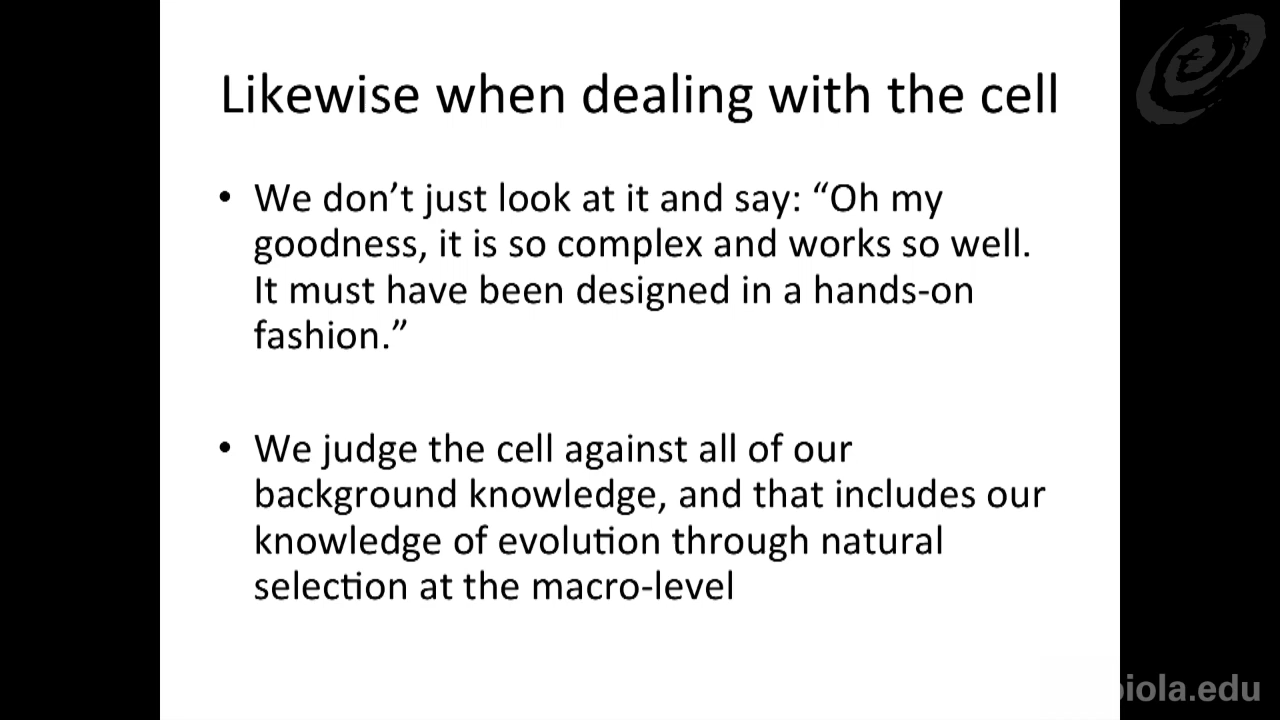 Likewise when dealing with the cell
• We don’t just look at it and say: “Oh my
goodness, it is so complex and works so well.
It must have been designed in a hands-on
fashion.”
• We judge the cell against all of our
background knowledge, and that includes our
knowledge of evolution through natural
selection at the macro-level
biola.edu